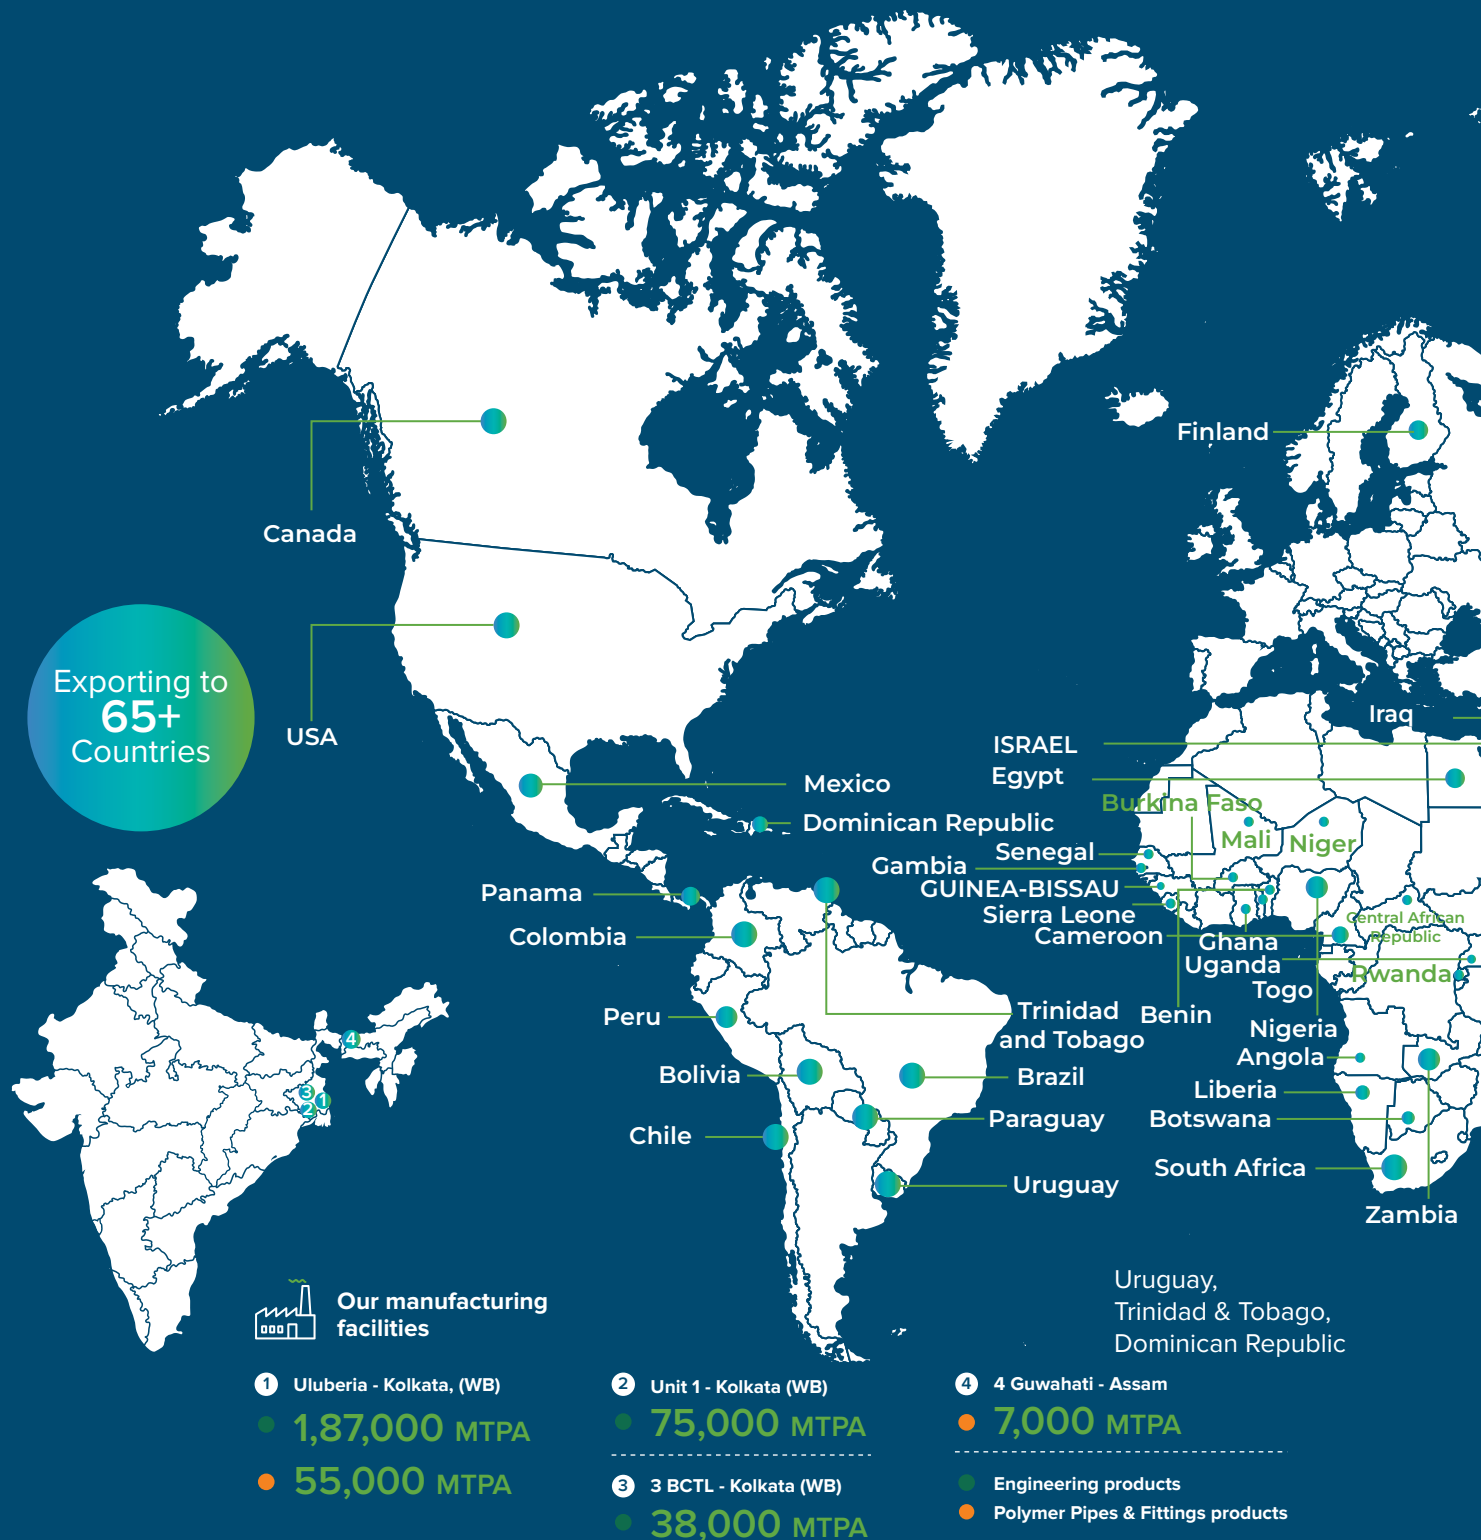 Finland
Canada
Exporting to
65+
Countries
USA
Iraq
ISRAEL
Egypt
Mexico
Burkina Faso
Dominican Republic
Mali
Niger
Senegal
Gambia
GUINEA-BISSAU
Panama
Sierra Leone
Central African
Republic
Cameroon
Colombia
Ghana
Uganda
Rwanda
Togo
Trinidad
and Tobago
Benin
Peru
Nigeria
Angola
4
Bolivia
Brazil
Liberia
3
1
2
Paraguay
Botswana
Chile
South Africa
Uruguay
Zambia
Our manufacturing
facilities
Uruguay,
Trinidad & Tobago,
Dominican Republic
1 Uluberia - Kolkata, (WB)
1,87,000 MTPA
55,000 MTPA
2 Unit 1 - Kolkata (WB)
75,000 MTPA
3 3 BCTL - Kolkata (WB)
38,000 MTPA
4 4 Guwahati - Assam
7,000 MTPA
Engineering products
Polymer Pipes & Fittings products